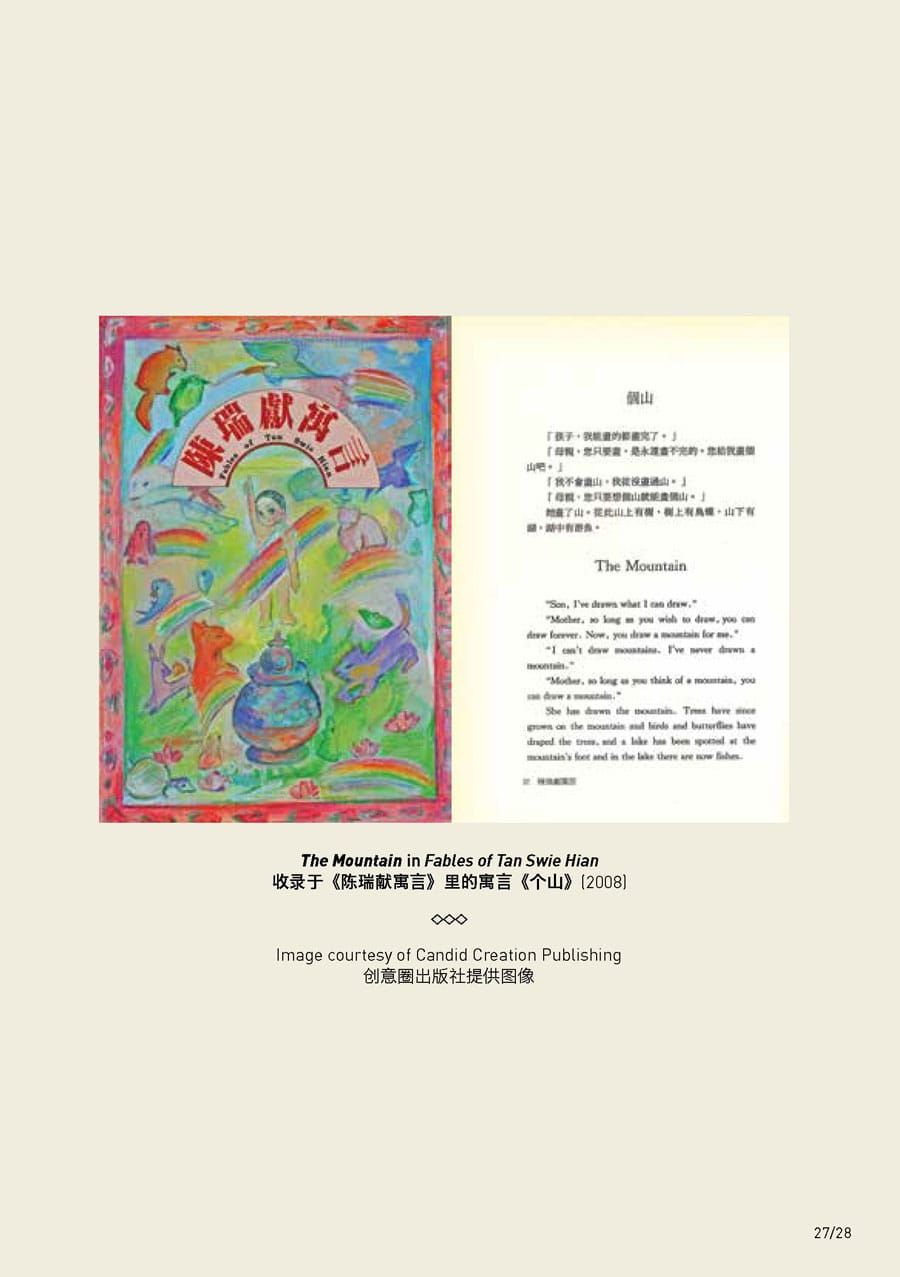 陳瑞獻寓言
Fables of Tan Swie Hian
個山
「孩子，我能畫的都畫完了。」
「母親，您只要畫，是永遠畫不完的。您給我畫個
山吧。」
「我不會畫山，我從沒畫過山。」
「母親，您只要想個山就能畫個山。」
她畫了山。從此山上有樹，樹上有鳥蝶，山下有
湖，湖中有游魚。
The Mountain
“Son, I've drawn what I can draw.”
“Mother, so long as you wish to draw, you can
draw forever. Now, you draw a mountain for me.”
“I can't draw mountains. I've never drawn a
mountain.”
“Mother, so long as you think of a mountain, you
can draw a mountain.”
She has drawn the mountain. Trees have since
grown on the mountain and birds and butterflies have
draped the trees, and a lake has been spotted at the
mountain's foot and in the lake there are now fishes.
陳瑞獻寓言
The Mountain in Fables of Tan Swie Hian
收录于《陈瑞献寓言》里的寓言《个山》(2008)
Image courtesy of Candid Creation Publishing
创意圈出版社提供图像
27/28